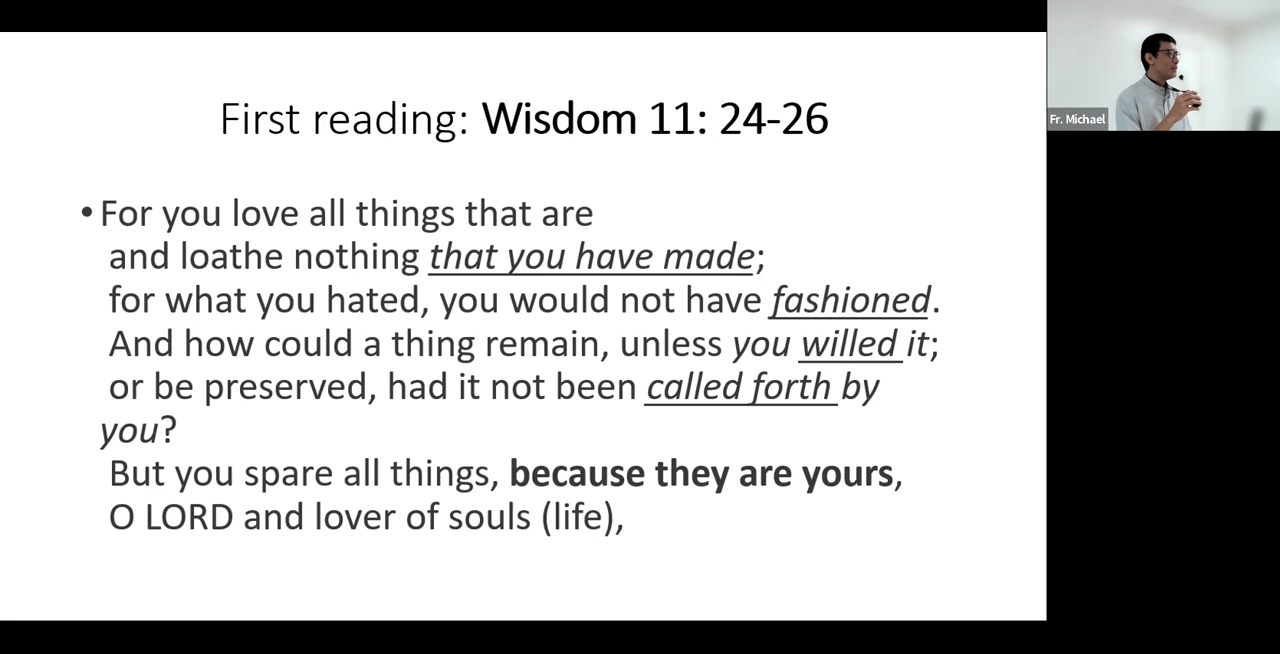 First reading: Wisdom 11: 24-26
• For you love all things that are
and loathe nothing that you have made;
for what you hated, you would not have fashioned.
And how could a thing remain, unless you willed it;
or be preserved, had it not been called forth by
you?
But you spare all things, because they are yours,
O LORD and lover of souls (life),
Fr. Michael